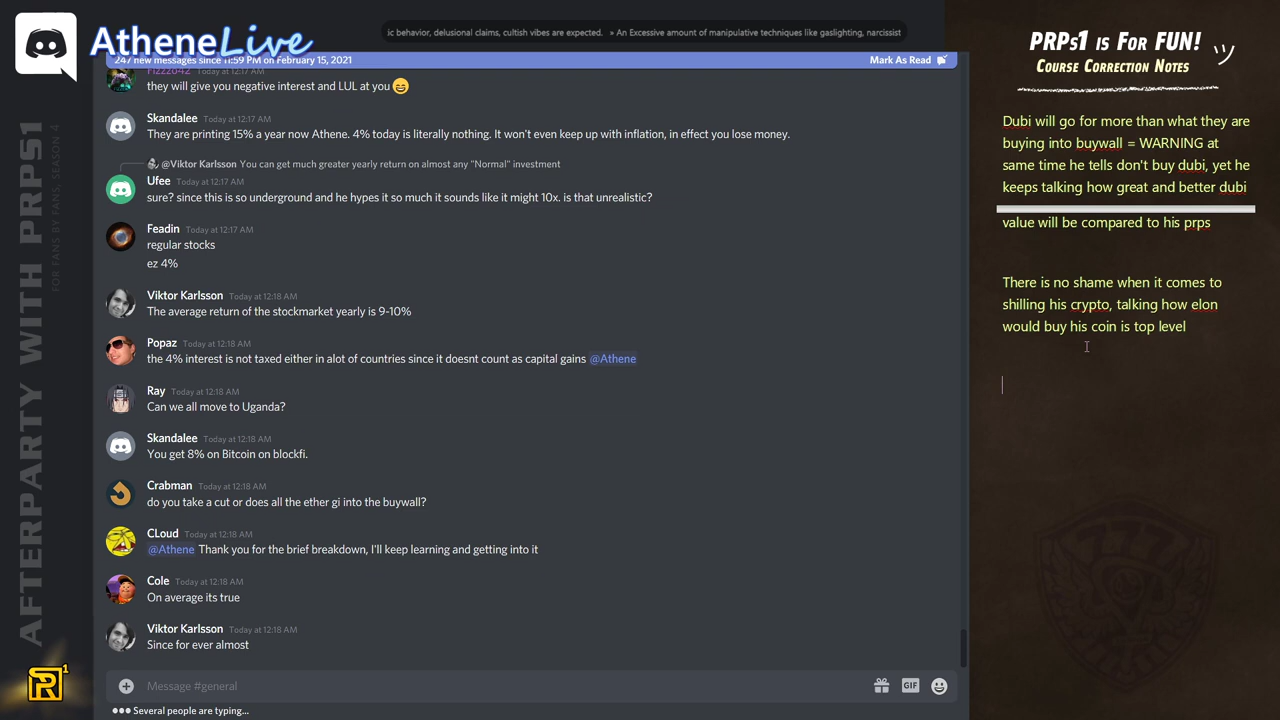 AtheneLive
ic behavior, delusional claims, cultish vibes are expected. » An Excessive amount of manipulative techniques like gaslighting, narcissist
247 new messages since 11:59 PM on February 15, 2021
Mark As Read
Fizzz042 Today at 12:17 AM
they will give you negative interest and LUL at you
Skandalee Today at 12:17 AM
They are printing 15% a year now Athene. 4% today is literally nothing. It won't even keep up with inflation, in effect you lose money.
@Viktor Karlsson You can get much greater yearly return on almost any "Normal" investment
Ufee Today at 12:17 AM
sure? since this is so underground and he hypes it so much it sounds like it might 10x. is that unrealistic?
Feadin Today at 12:17 AM
regular stocks
ez 4%
Viktor Karlsson Today at 12:18 AM
The average return of the stockmarket yearly is 9-10%
Popaz Today at 12:18 AM
the 4% interest is not taxed either in alot of countries since it doesnt count as capital gains @Athene
Ray Today at 12:18 AM
Can we all move to Uganda?
Skandalee Today at 12:18 AM
You get 8% on Bitcoin on blockfi.
Crabman Today at 12:18 AM
do you take a cut or does all the ether gi into the buywall?
CLoud Today at 12:18 AM
@Athene Thank you for the brief breakdown, I'll keep learning and getting into it
Cole Today at 12:18 AM
On average its true
Viktor Karlsson Today at 12:18 AM
Since for ever almost
Message #general
GIF
Several people are typing...
AFTERPARTY WITH PRPS1
FOR FANS BY FANS, SEASON 4
R1
PRPS1 IS FOR FUN!
COURSE CORRECTION NOTES
ツ
Dubi will go for more than what they are
buying into buywall = WARNING at
same time he tells don't buy dubi, yet he
keeps talking how great and better dubi
value will be compared to his prps
There is no shame when it comes to
shilling his crypto, talking how elon
would buy his coin is top level